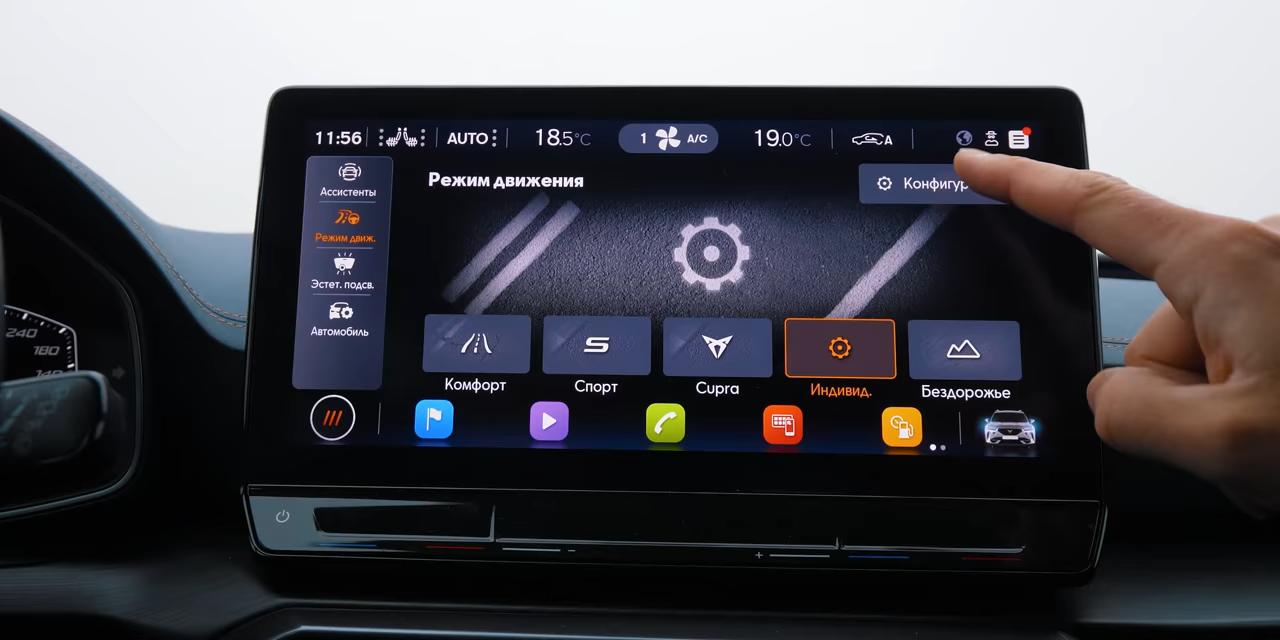 11:56 AUTO 18.5°C 1 A/C 19.0°C A
Ассистенты
Режим движ.
Эстет. подсв.
Автомобиль
Режим движения
Конфигур
Комфорт
Спорт
Cupra
Индивид.
Бездорожье
240
180
- +